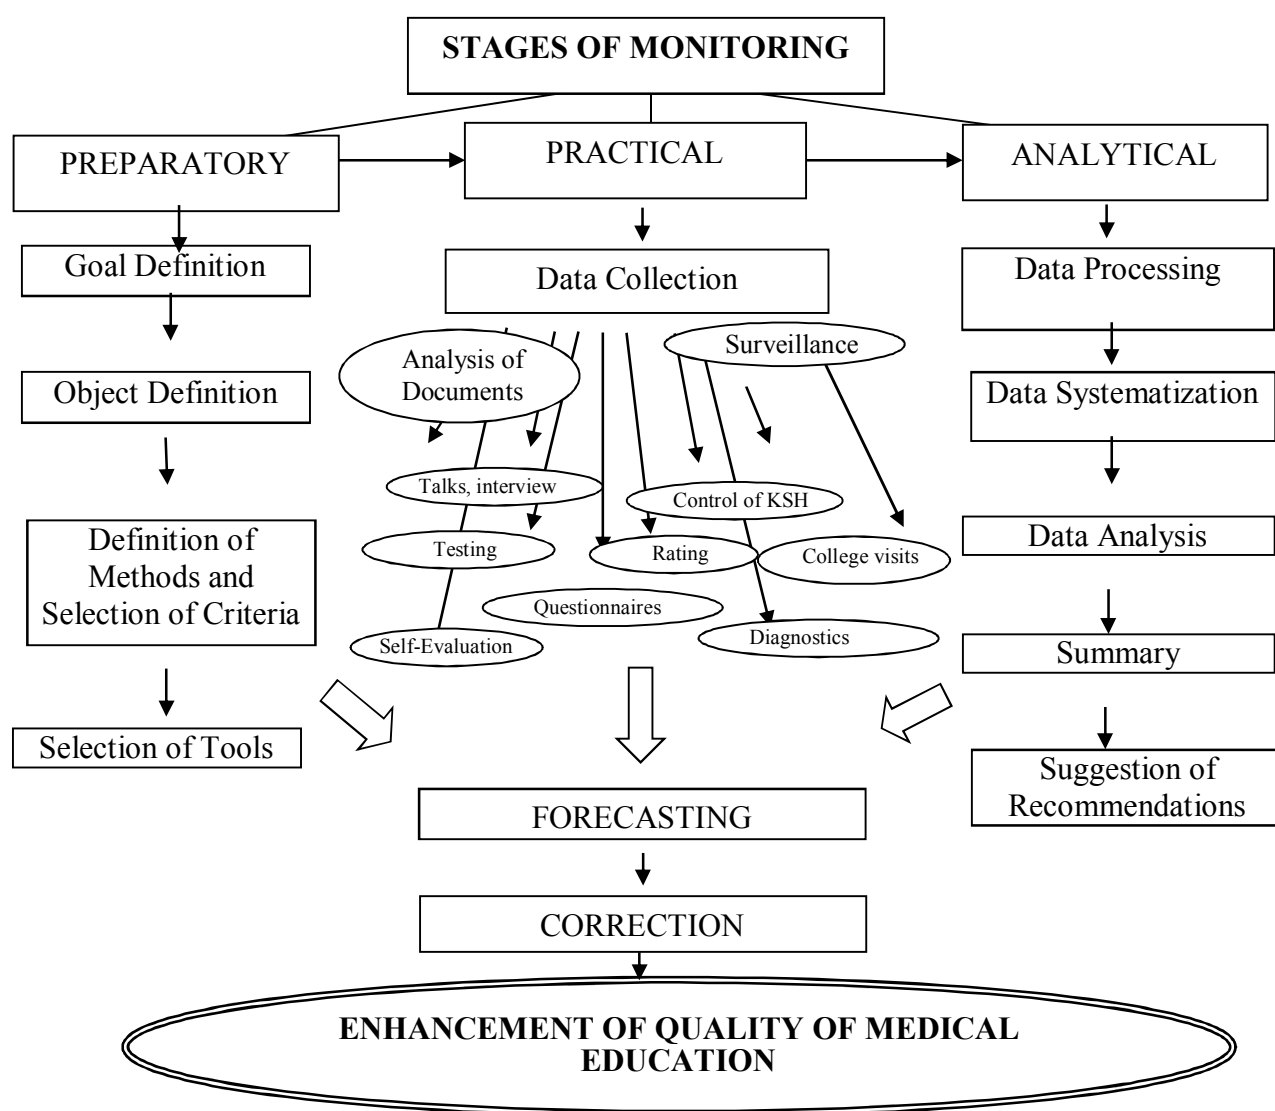 STAGES OF MONITORING
PREPARATORY
PRACTICAL
ANALYTICAL
Goal Definition
Data Collection
Data Processing
Analysis of
Documents
Surveillance
Object Definition
Data Systematization
Talks, interview
Control of KSH
Definition of
Methods and
Selection of Criteria
Testing
Rating
College visits
Data Analysis
Questionnaires
Self-Evaluation
Diagnostics
Summary
Selection of Tools
Suggestion of
Recommendations
FORECASTING
CORRECTION
ENHANCEMENT OF QUALITY OF MEDICAL
EDUCATION